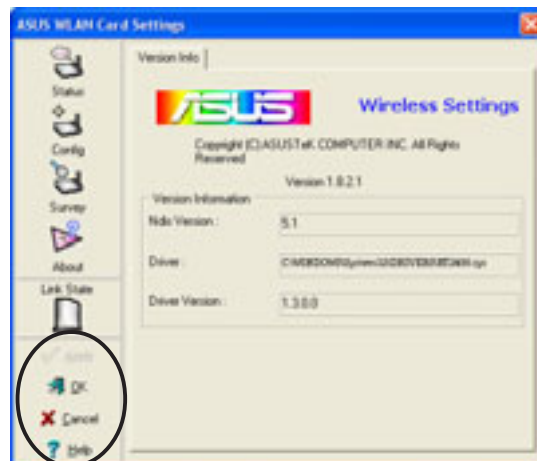 ASUS WLAN Card Settings
Status
Config
Survey
About
Link State
Apply
OK
Cancel
Help
Version Info
ASUS
Wireless Settings
Copyright (C)ASUSTeK COMPUTER INC. All Rights
Reserved
Version 1.8.2.1
Version Information
Ndis Version :
5.1
Driver :
Driver Version :
1.3.0.0